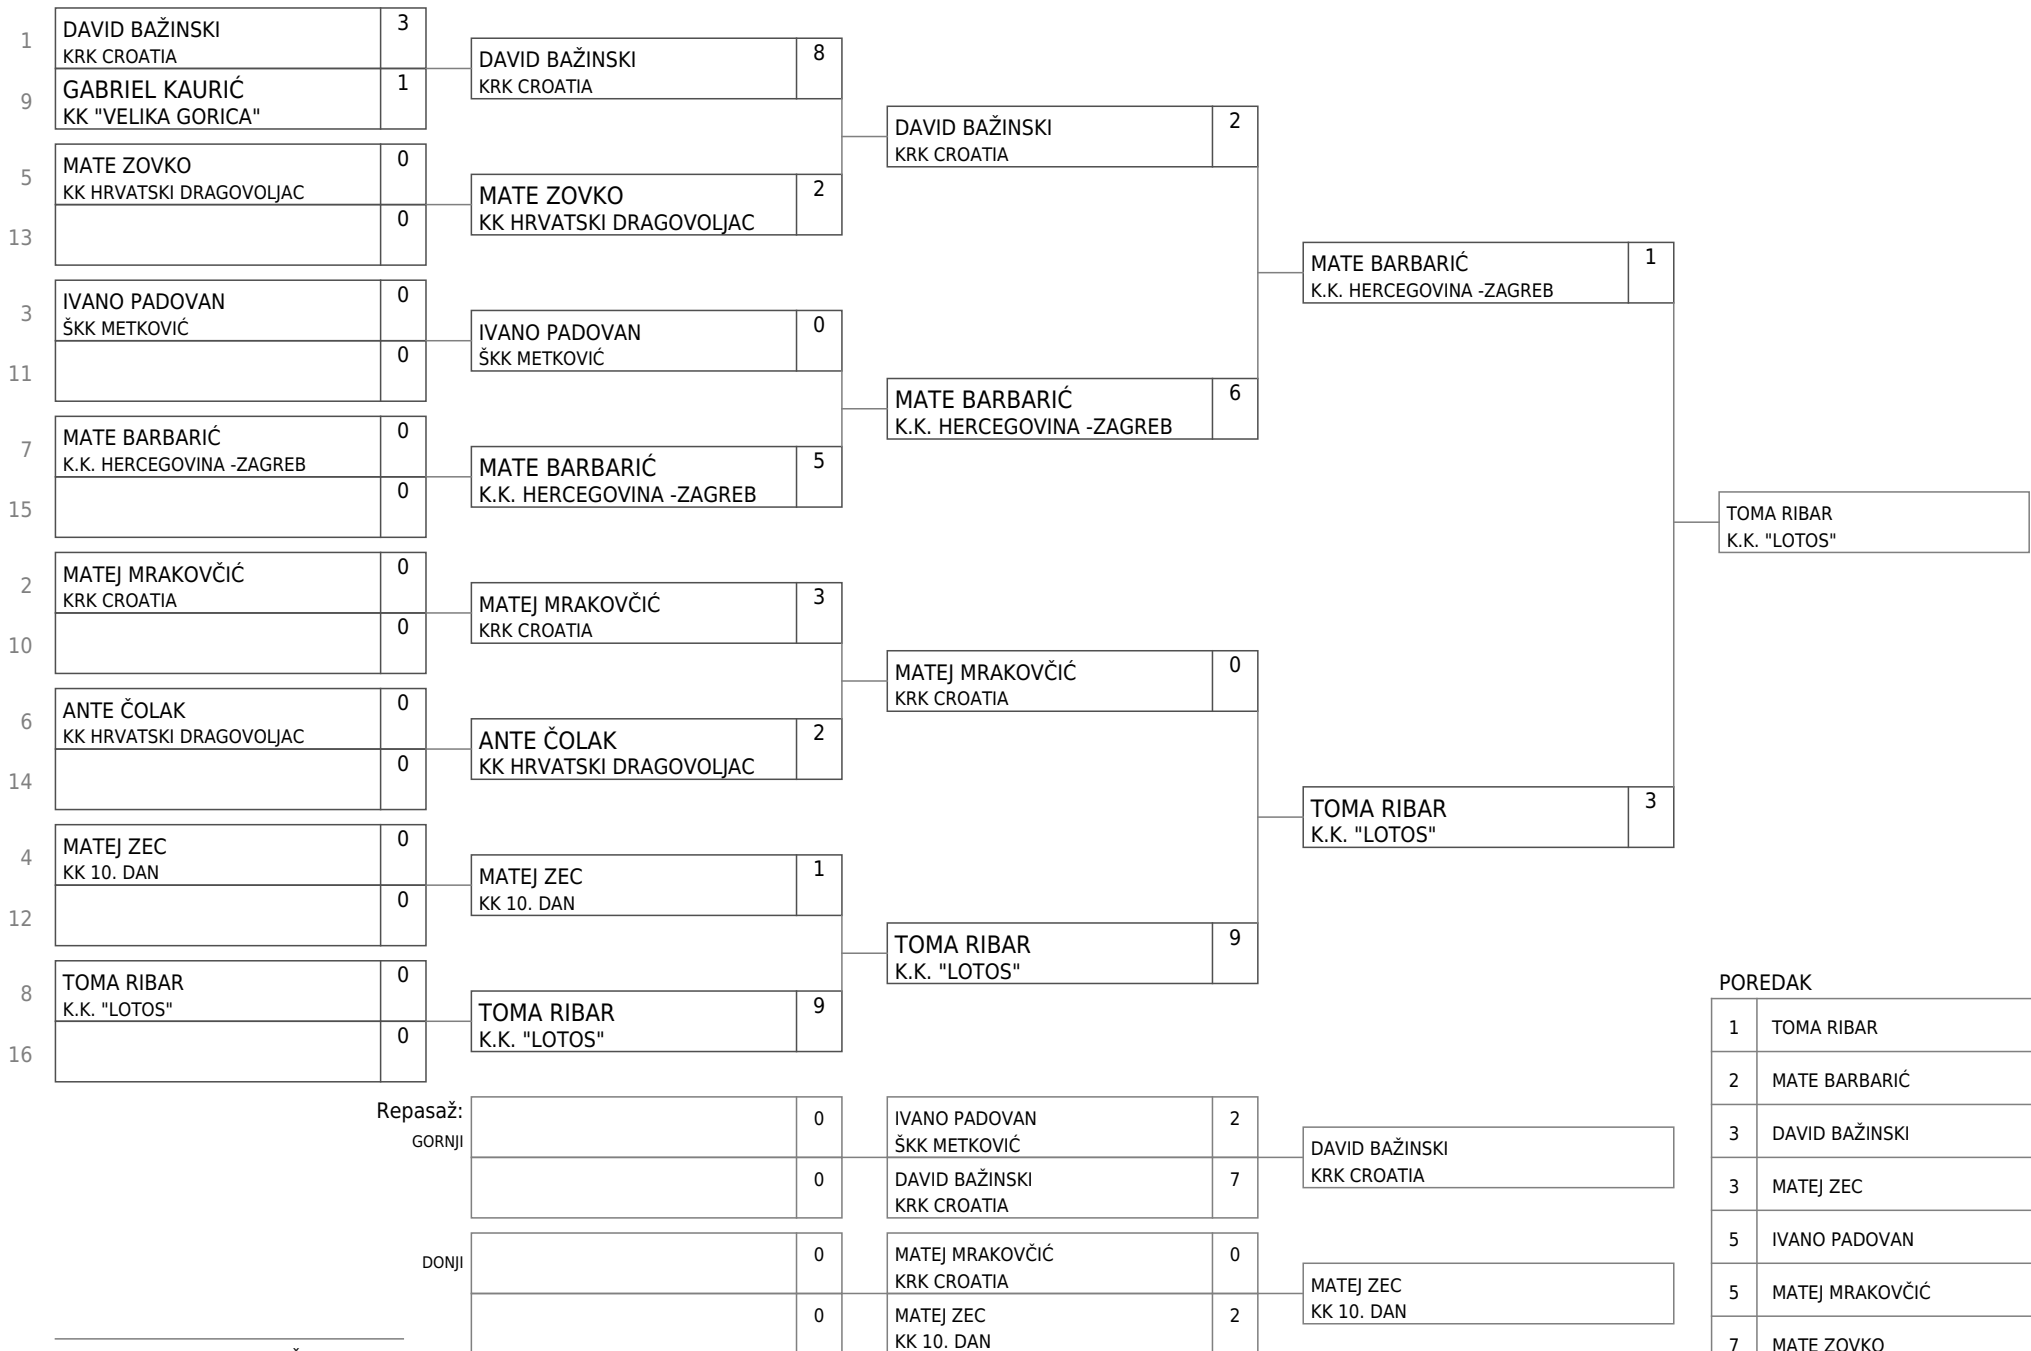 1
DAVID BAŽINSKI
KRK CROATIA
3
9
GABRIEL KAURIĆ
KK "VELIKA GORICA"
1
5
MATE ZOVKO
KK HRVATSKI DRAGOVOLJAC
0
13
0
3
IVANO PADOVAN
ŠKK METKOVIĆ
0
11
0
7
MATE BARBARIĆ
K.K. HERCEGOVINA -ZAGREB
0
15
0
2
MATEJ MRAKOVČIĆ
KRK CROATIA
0
10
0
6
ANTE ČOLAK
KK HRVATSKI DRAGOVOLJAC
0
14
0
4
MATEJ ZEC
KK 10. DAN
0
12
0
8
TOMA RIBAR
K.K. "LOTOS"
0
16
0
DAVID BAŽINSKI
KRK CROATIA
8
MATE ZOVKO
KK HRVATSKI DRAGOVOLJAC
2
IVANO PADOVAN
ŠKK METKOVIĆ
0
MATE BARBARIĆ
K.K. HERCEGOVINA -ZAGREB
5
MATEJ MRAKOVČIĆ
KRK CROATIA
3
ANTE ČOLAK
KK HRVATSKI DRAGOVOLJAC
2
MATEJ ZEC
KK 10. DAN
1
TOMA RIBAR
K.K. "LOTOS"
9
DAVID BAŽINSKI
KRK CROATIA
2
MATE BARBARIĆ
K.K. HERCEGOVINA -ZAGREB
6
MATEJ MRAKOVČIĆ
KRK CROATIA
0
TOMA RIBAR
K.K. "LOTOS"
9
MATE BARBARIĆ
K.K. HERCEGOVINA -ZAGREB
1
TOMA RIBAR
K.K. "LOTOS"
3
TOMA RIBAR
K.K. "LOTOS"
Repasaž:
GORNJI
0
0
IVANO PADOVAN
ŠKK METKOVIĆ
2
DAVID BAŽINSKI
KRK CROATIA
7
DAVID BAŽINSKI
KRK CROATIA
DONJI
0
0
MATEJ MRAKOVČIĆ
KRK CROATIA
0
MATEJ ZEC
KK 10. DAN
2
MATEJ ZEC
KK 10. DAN
POREDAK
1 TOMA RIBAR
2 MATE BARBARIĆ
3 DAVID BAŽINSKI
3 MATEJ ZEC
5 IVANO PADOVAN
5 MATEJ MRAKOVČIĆ
7 MATE ZOVKO